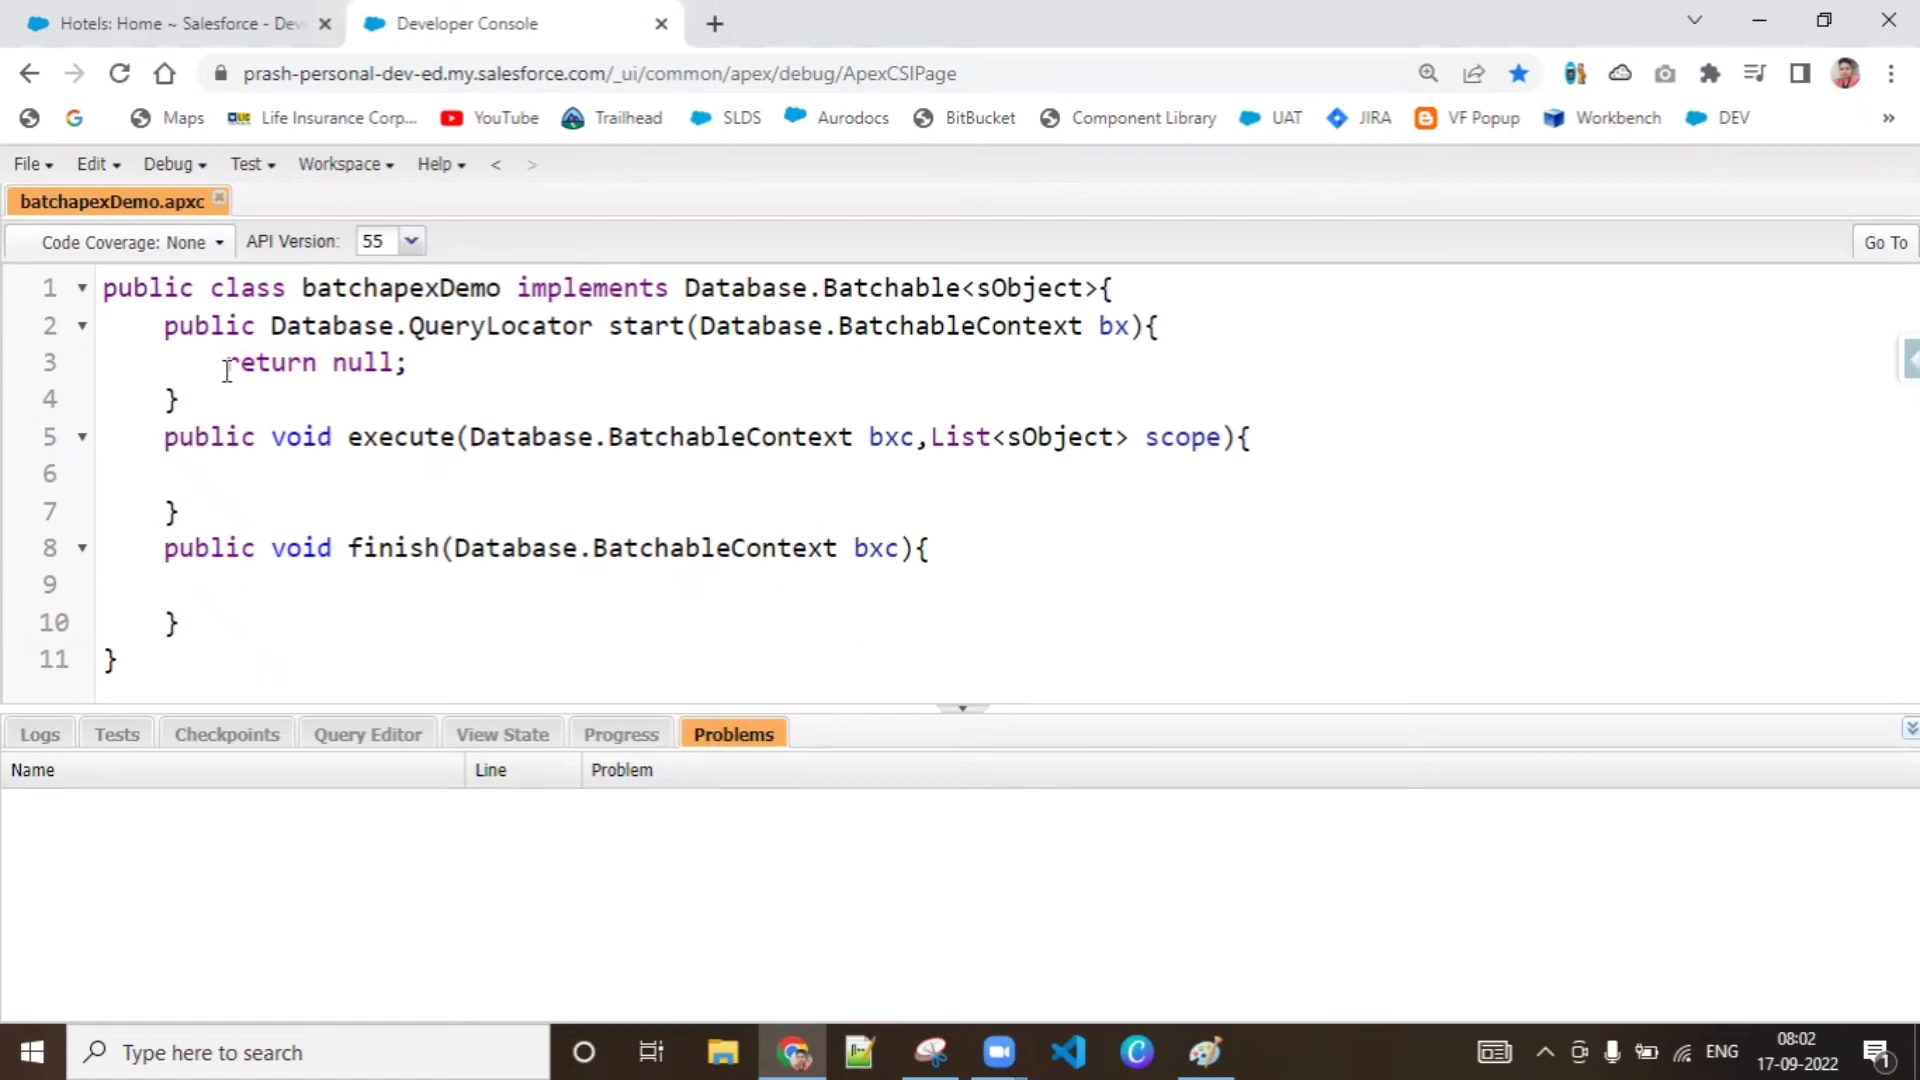 Hotels: Home ~ Salesforce - Dev
Developer Console
prash-personal-dev-ed.my.salesforce.com/_ui/common/apex/debug/ApexCSIPage
Maps
LIC Life Insurance Corp...
YouTube
Trailhead
SLDS
Aurodocs
BitBucket
Component Library
UAT
JIRA
VF Popup
Workbench
DEV
»
File Edit Debug Test Workspace Help < >
batchapexDemo.apxc
Code Coverage: None API Version: 55 Go To
1 public class batchapexDemo implements Database.Batchable<sObject>{
2 public Database.QueryLocator start(Database.BatchableContext bx){
3 return null;
4 }
5 public void execute(Database.BatchableContext bxc,List<sObject> scope){
6
7 }
8 public void finish(Database.BatchableContext bxc){
9
10 }
11 }
Logs Tests Checkpoints Query Editor View State Progress Problems
Name Line Problem
Type here to search
ENG
08:02
17-09-2022
1